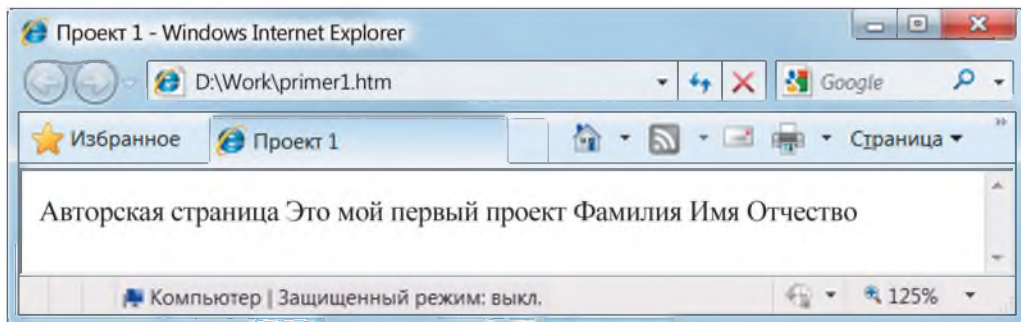 Проект 1 - Windows Internet Explorer
D:\Work\primer1.htm Google
Избранное Проект 1 Страница
Авторская страница Это мой первый проект Фамилия Имя Отчество
Компьютер | Защищенный режим: выкл. 125%